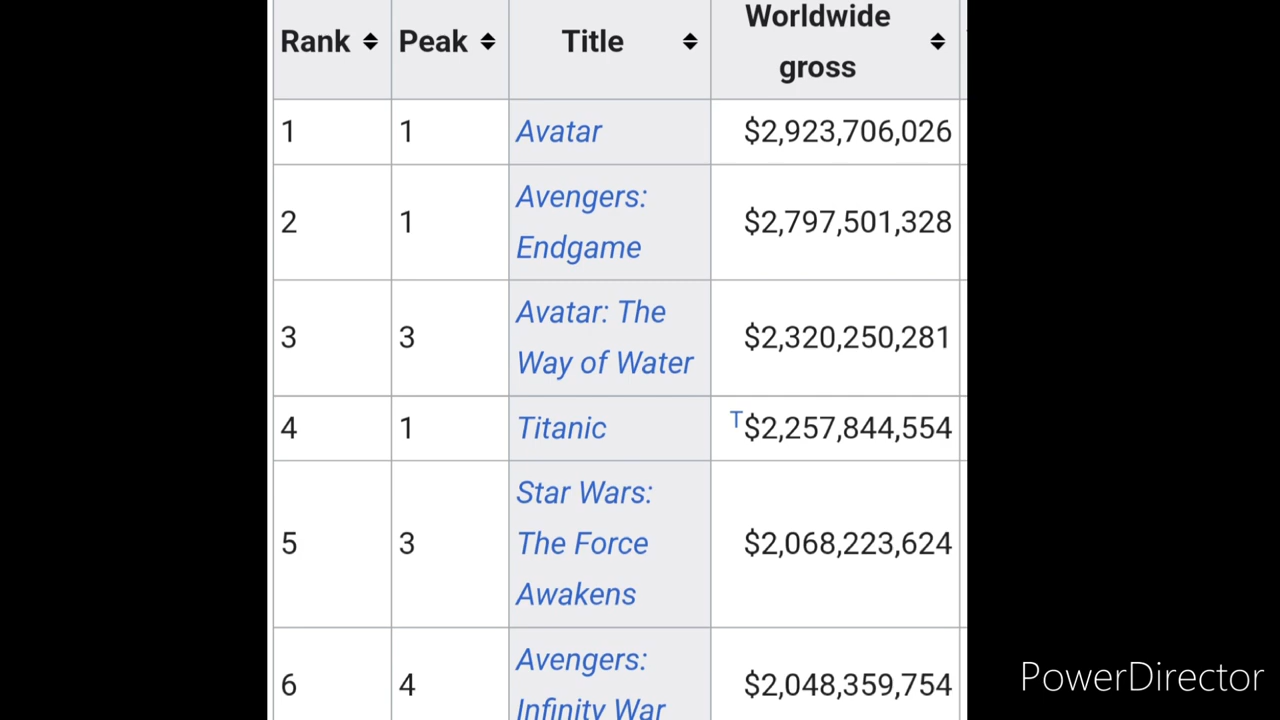 Rank Peak Title Worldwide gross
1 1 Avatar $2,923,706,026
2 1 Avengers: Endgame $2,797,501,328
3 3 Avatar: The Way of Water $2,320,250,281
4 1 Titanic T$2,257,844,554
5 3 Star Wars: The Force Awakens $2,068,223,624
6 4 Avengers: Infinity War $2,048,359,754
PowerDirector